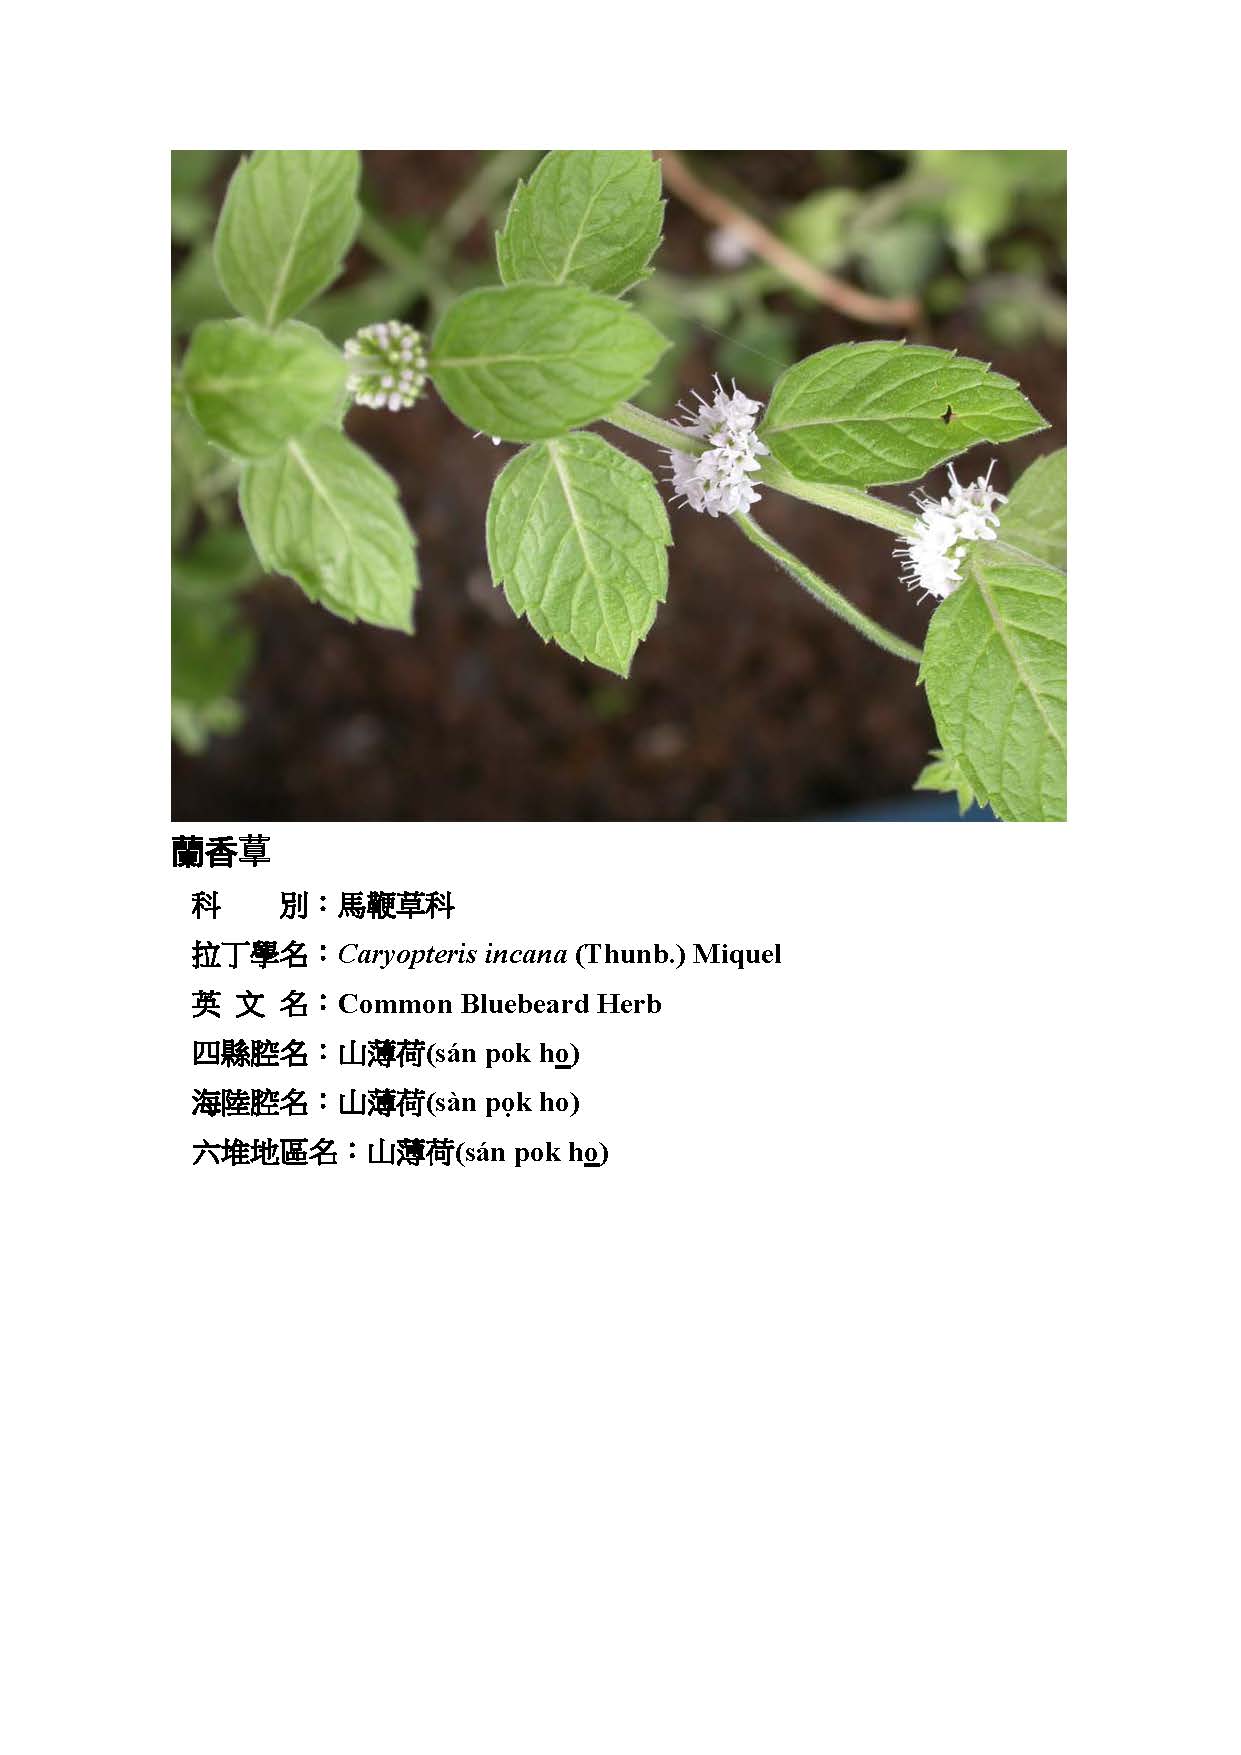 蘭香䓬
科　　別：馬鞭草科
拉丁學名：Caryopteris incana (Thunb.) Miquel
英 文 名：Common Bluebeard Herb
四縣腔名：山薄荷(sán pok ho̲)
海陸腔名：山薄荷(sàn pọk ho)
六堆地區名：山薄荷(sán pok ho̲)